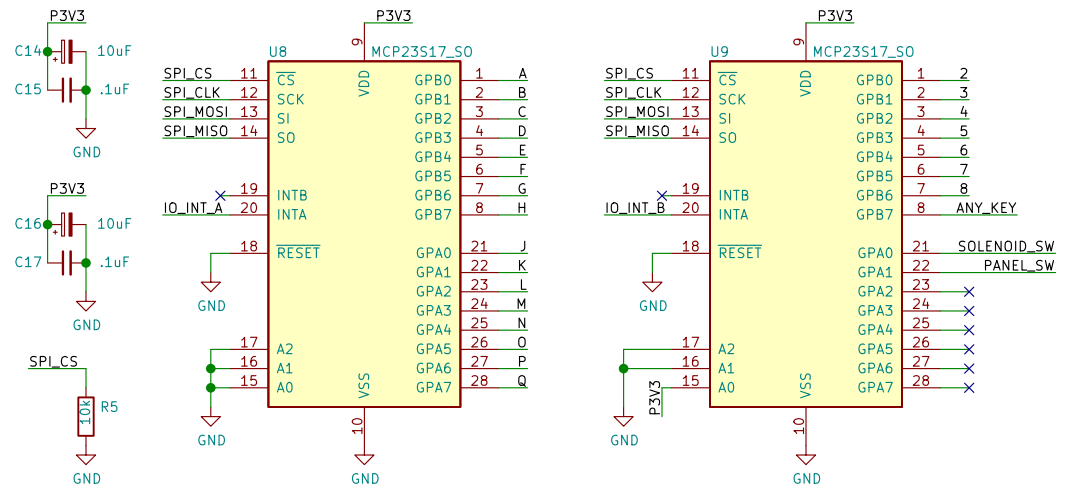 P3V3
C14 10uF
C15 .1uF
GND
P3V3
C16 10uF
C17 .1uF
GND
SPI_CS
10k R5
GND
P3V3
9
U8 MCP23S17_SO
VDD
SPI_CS 11 CS GPB0 1 A
SPI_CLK 12 SCK GPB1 2 B
SPI_MOSI 13 SI GPB2 3 C
SPI_MISO 14 SO GPB3 4 D
GPB4 5 E
GPB5 6 F
19 INTB GPB6 7 G
IO_INT_A 20 INTA GPB7 8 H
18 RESET GPA0 21 J
GPA1 22 K
GND GPA2 23 L
GPA3 24 M
GPA4 25 N
17 A2 GPA5 26 O
16 A1 GPA6 27 P
15 A0 GPA7 28 Q
VSS
GND
10
GND
P3V3
9
U9 MCP23S17_SO
VDD
SPI_CS 11 CS GPB0 1 2
SPI_CLK 12 SCK GPB1 2 3
SPI_MOSI 13 SI GPB2 3 4
SPI_MISO 14 SO GPB3 4 5
GPB4 5 6
GPB5 6 7
19 INTB GPB6 7 8
IO_INT_B 20 INTA GPB7 8 ANY_KEY
18 RESET GPA0 21 SOLENOID_SW
GPA1 22 PANEL_SW
GND GPA2 23
GPA3 24
GPA4 25
17 A2 GPA5 26
16 A1 GPA6 27
P3V3 15 A0 GPA7 28
VSS
GND
10
GND